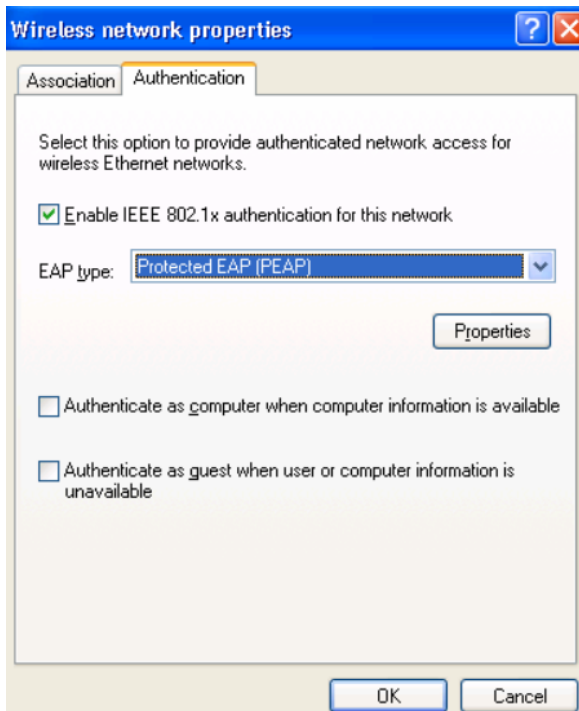 Wireless network properties
Association
Authentication
Select this option to provide authenticated network access for
wireless Ethernet networks.
Enable IEEE 802.1x authentication for this network
EAP type:
Protected EAP (PEAP)
Properties
Authenticate as computer when computer information is available
Authenticate as guest when user or computer information is
unavailable
OK
Cancel